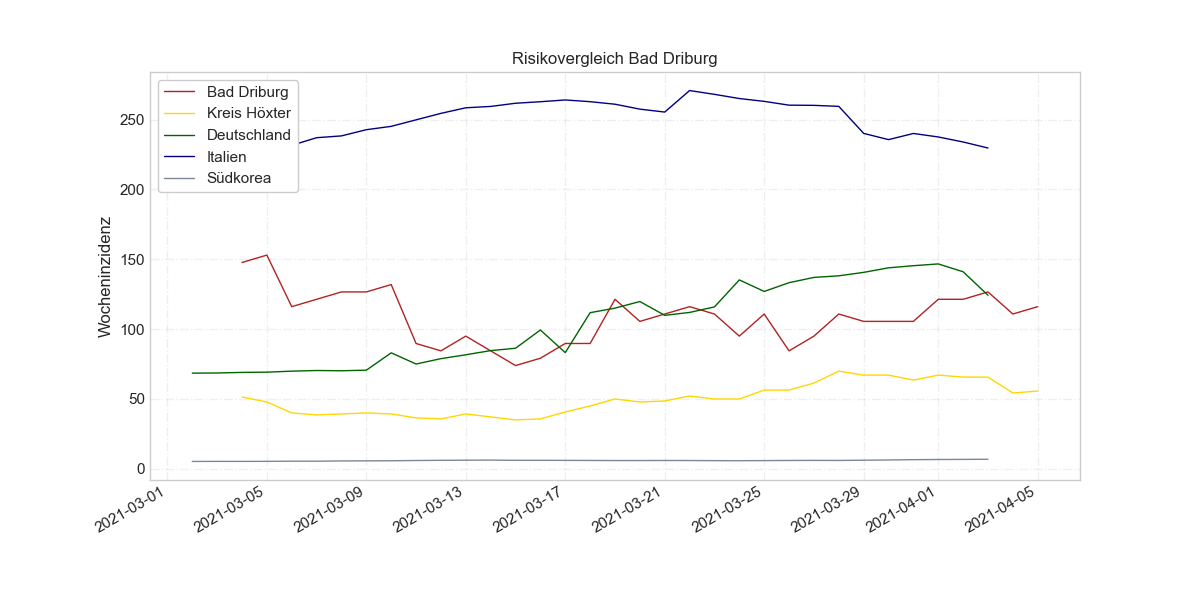 Risikovergleich Bad Driburg
Bad Driburg
Kreis Höxter
Deutschland
Italien
Südkorea
Wocheninzidenz
250
200
150
100
50
0
2021-03-01
2021-03-05
2021-03-09
2021-03-13
2021-03-17
2021-03-21
2021-03-25
2021-03-29
2021-04-01
2021-04-05